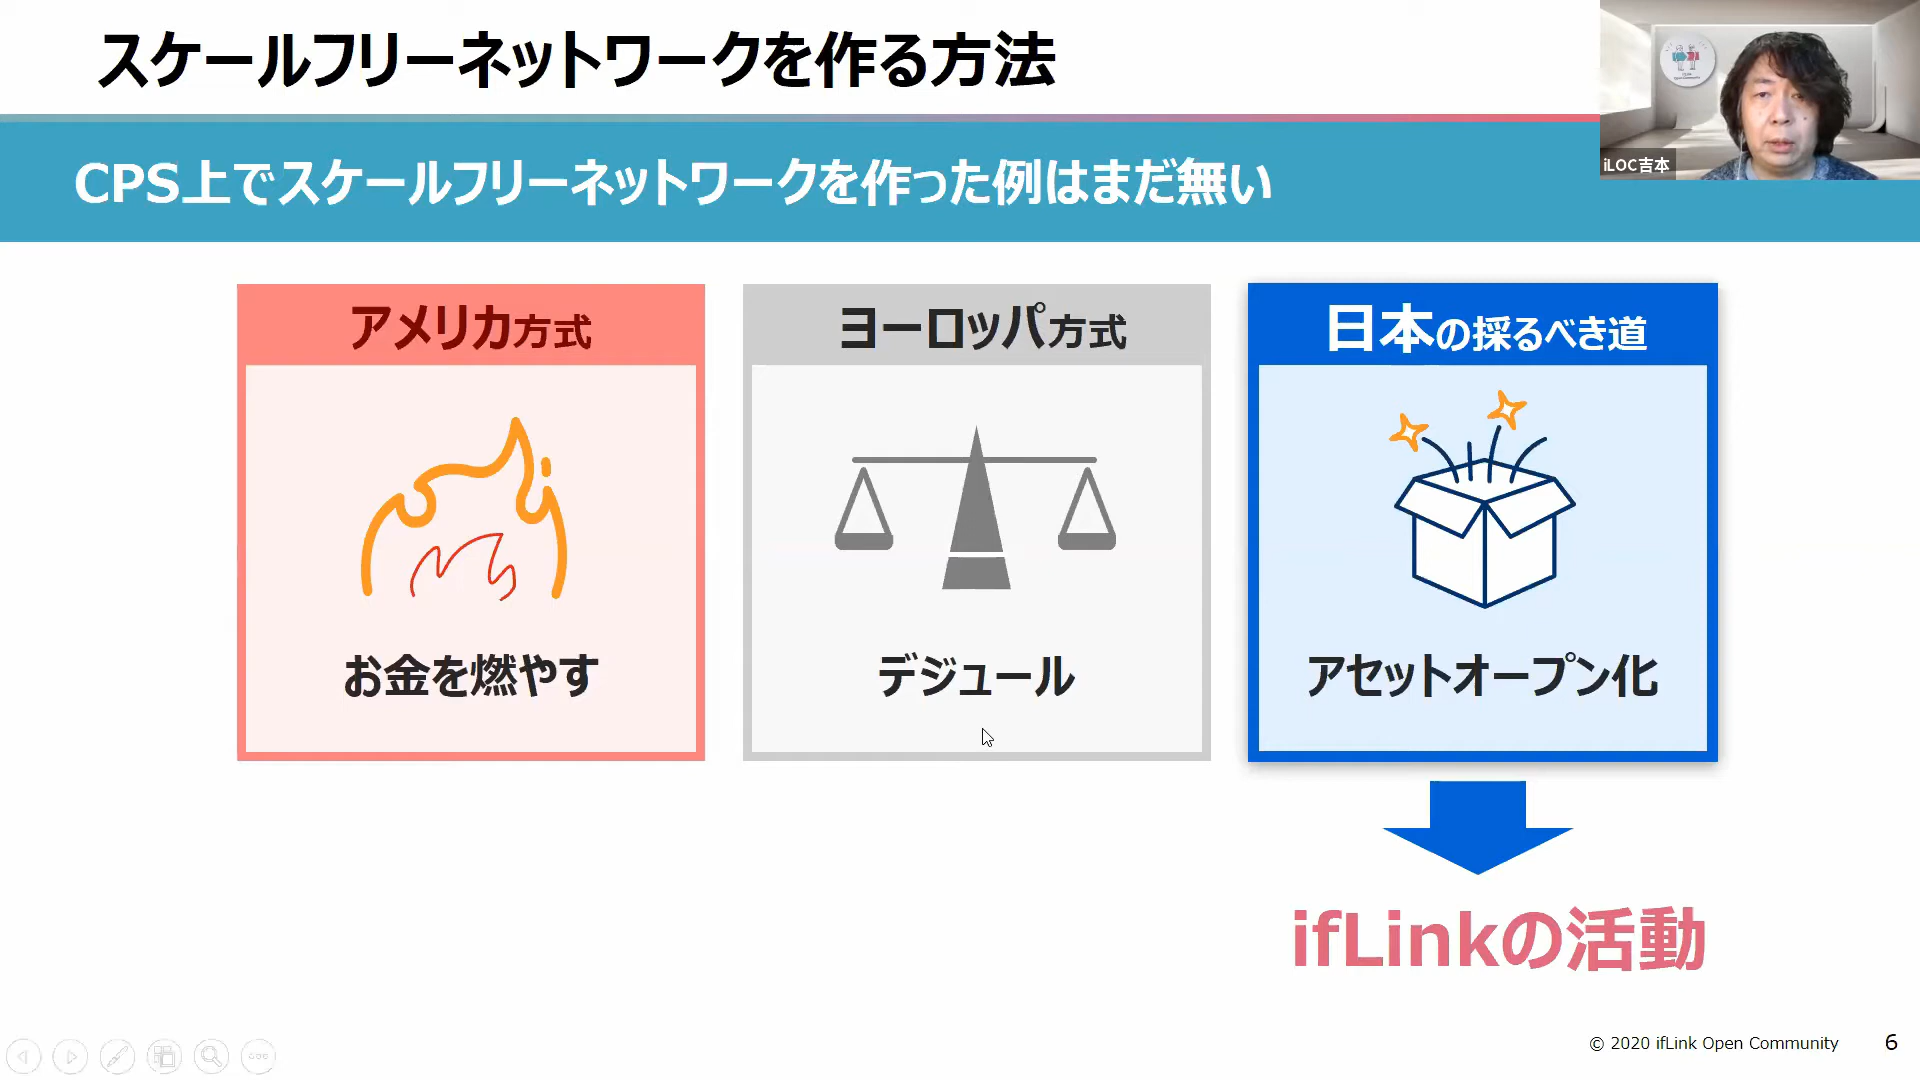 スケールフリーネットワークを作る方法
iLOC吉本
CPS上でスケールフリーネットワークを作った例はまだ無い
アメリカ方式
お金を燃やす
ヨーロッパ方式
デジュール
日本の採るべき道
アセットオープン化
ifLinkの活動
© 2020 ifLink Open Community
6